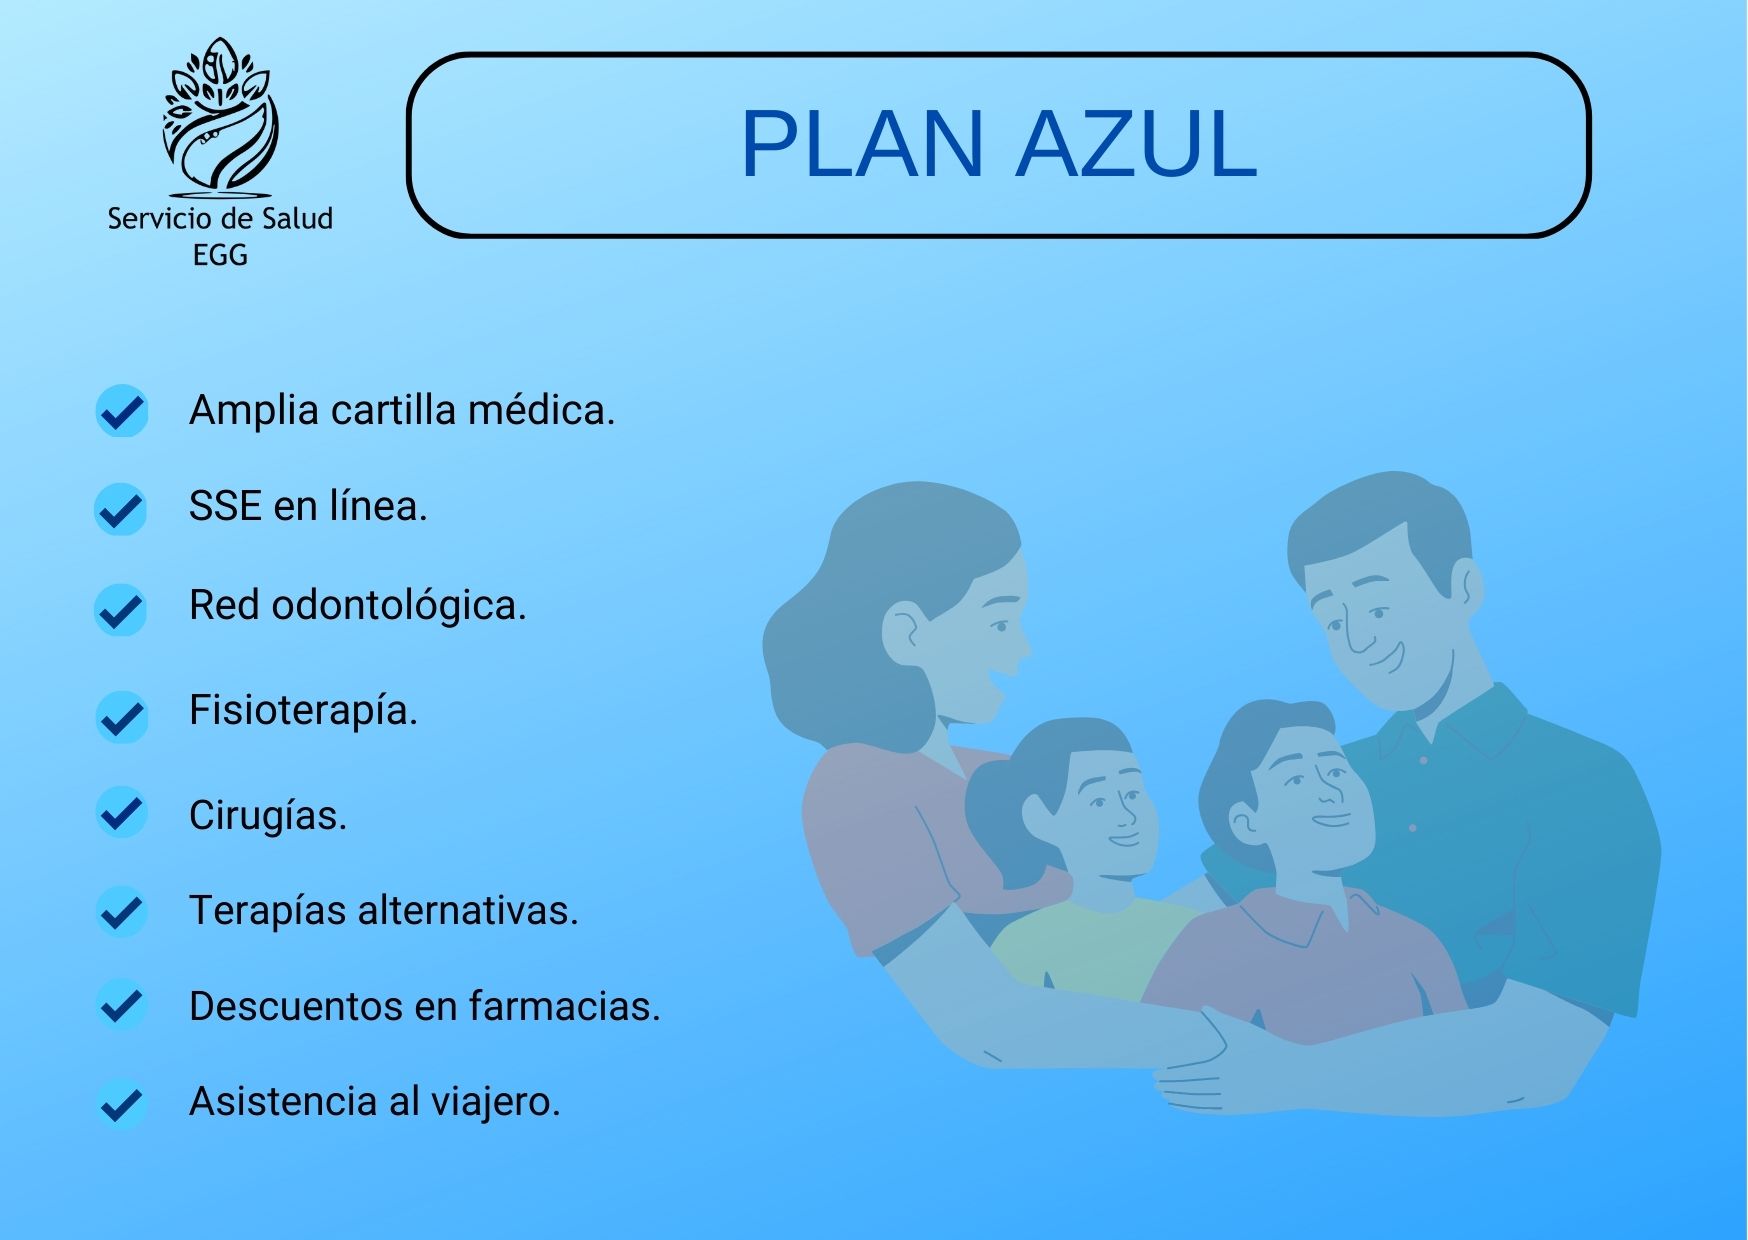 Servicio de Salud
EGG
PLAN AZUL
Amplia cartilla médica.
SSE en línea.
Red odontológica.
Fisioterapía.
Cirugías.
Terapías alternativas.
Descuentos en farmacias.
Asistencia al viajero.